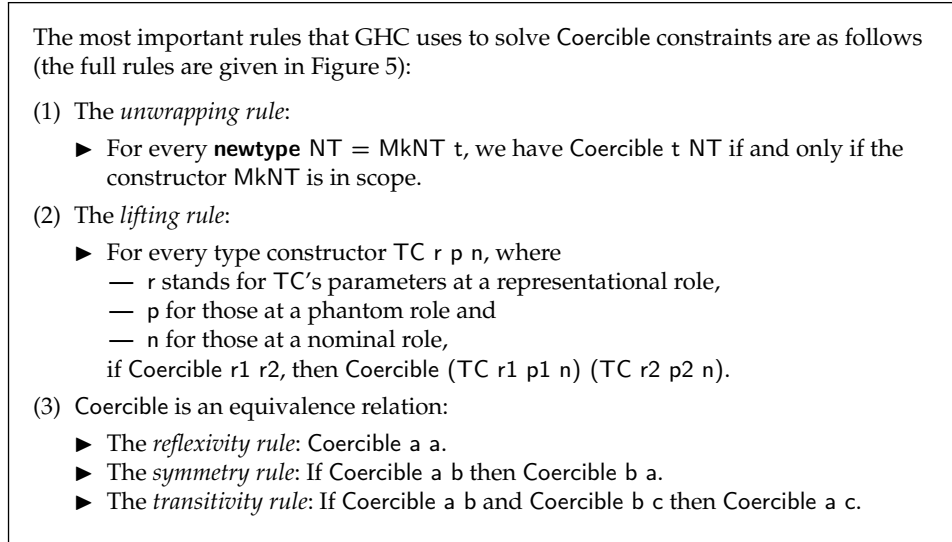 The most important rules that GHC uses to solve Coercible constraints are as follows
(the full rules are given in Figure 5):
(1) The unwrapping rule:
▶ For every newtype NT = MkNT t, we have Coercible t NT if and only if the
constructor MkNT is in scope.
(2) The lifting rule:
▶ For every type constructor TC r p n, where
— r stands for TC's parameters at a representational role,
— p for those at a phantom role and
— n for those at a nominal role,
if Coercible r1 r2, then Coercible (TC r1 p1 n) (TC r2 p2 n).
(3) Coercible is an equivalence relation:
▶ The reflexivity rule: Coercible a a.
▶ The symmetry rule: If Coercible a b then Coercible b a.
▶ The transitivity rule: If Coercible a b and Coercible b c then Coercible a c.